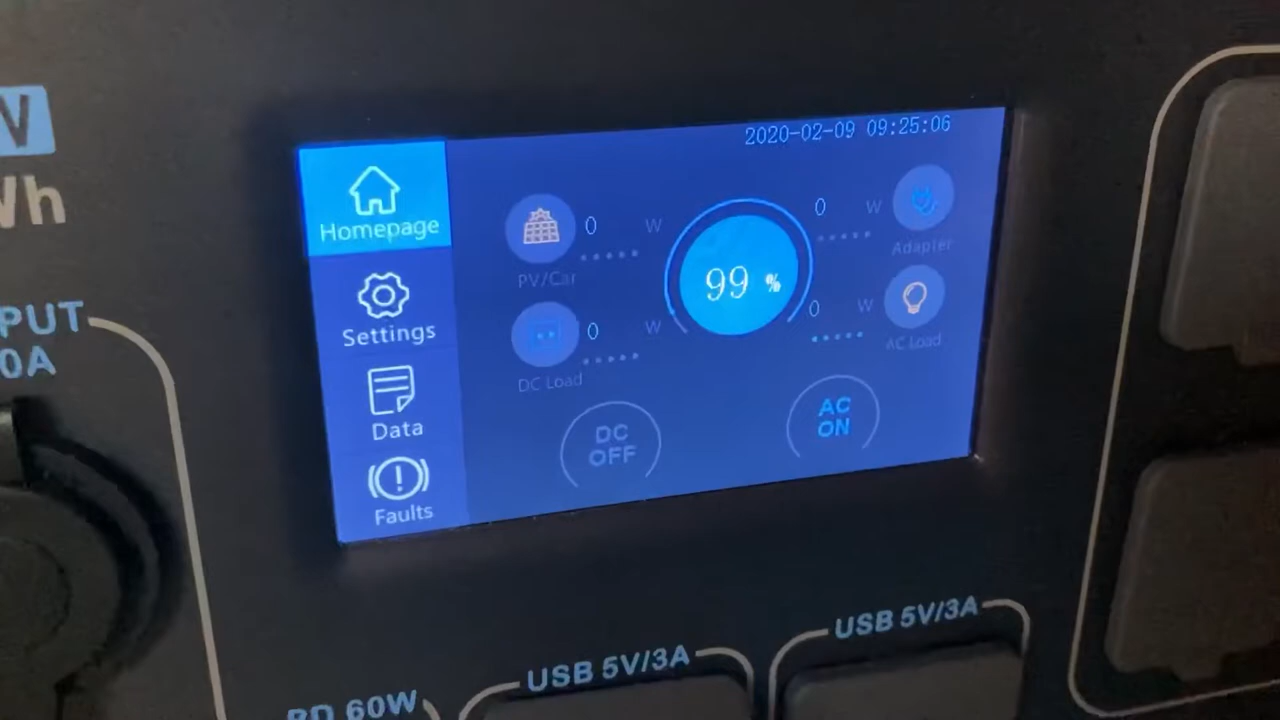 V
Wh
PUT
0A
2020-02-09 09:25:06
Homepage
Settings
Data
Faults
0 W
PV/Car
0 W
DC Load
99 %
0 W
Adapter
0 W
AC Load
DC
OFF
AC
ON
USB 5V/3A
USB 5V/3A
PD 60W